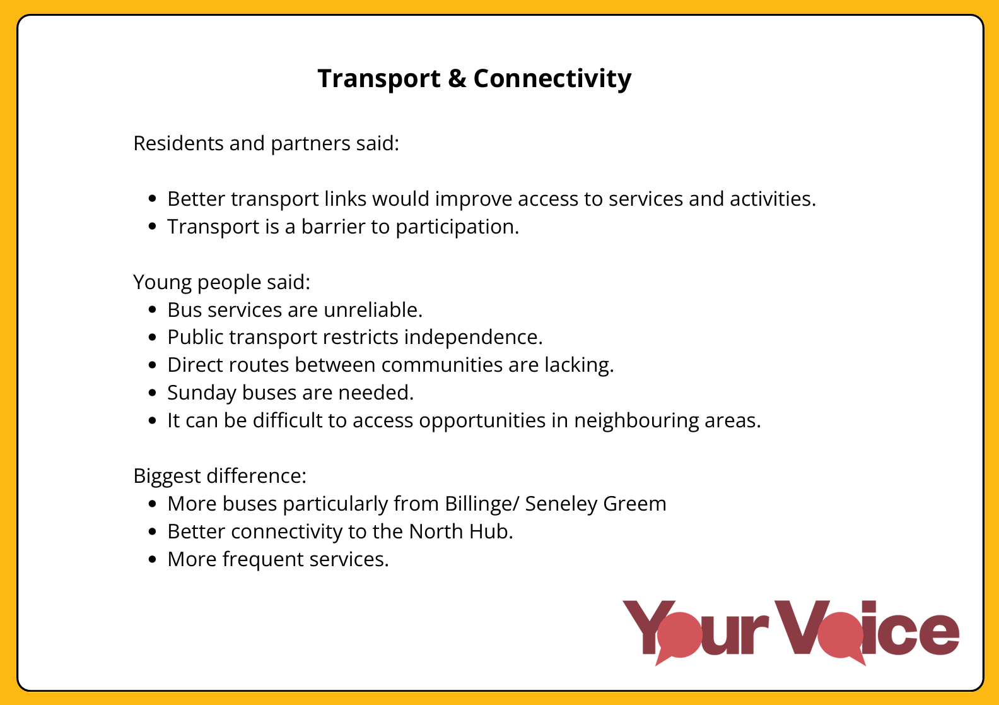 Transport & Connectivity
Residents and partners said:
Better transport links would improve access to services and activities.
Transport is a barrier to participation.
Young people said:
Bus services are unreliable.
Public transport restricts independence.
Direct routes between communities are lacking.
Sunday buses are needed.
It can be difficult to access opportunities in neighbouring areas.
Biggest difference:
More buses particularly from Billinge/ Seneley Greem
Better connectivity to the North Hub.
More frequent services.
Your Voice